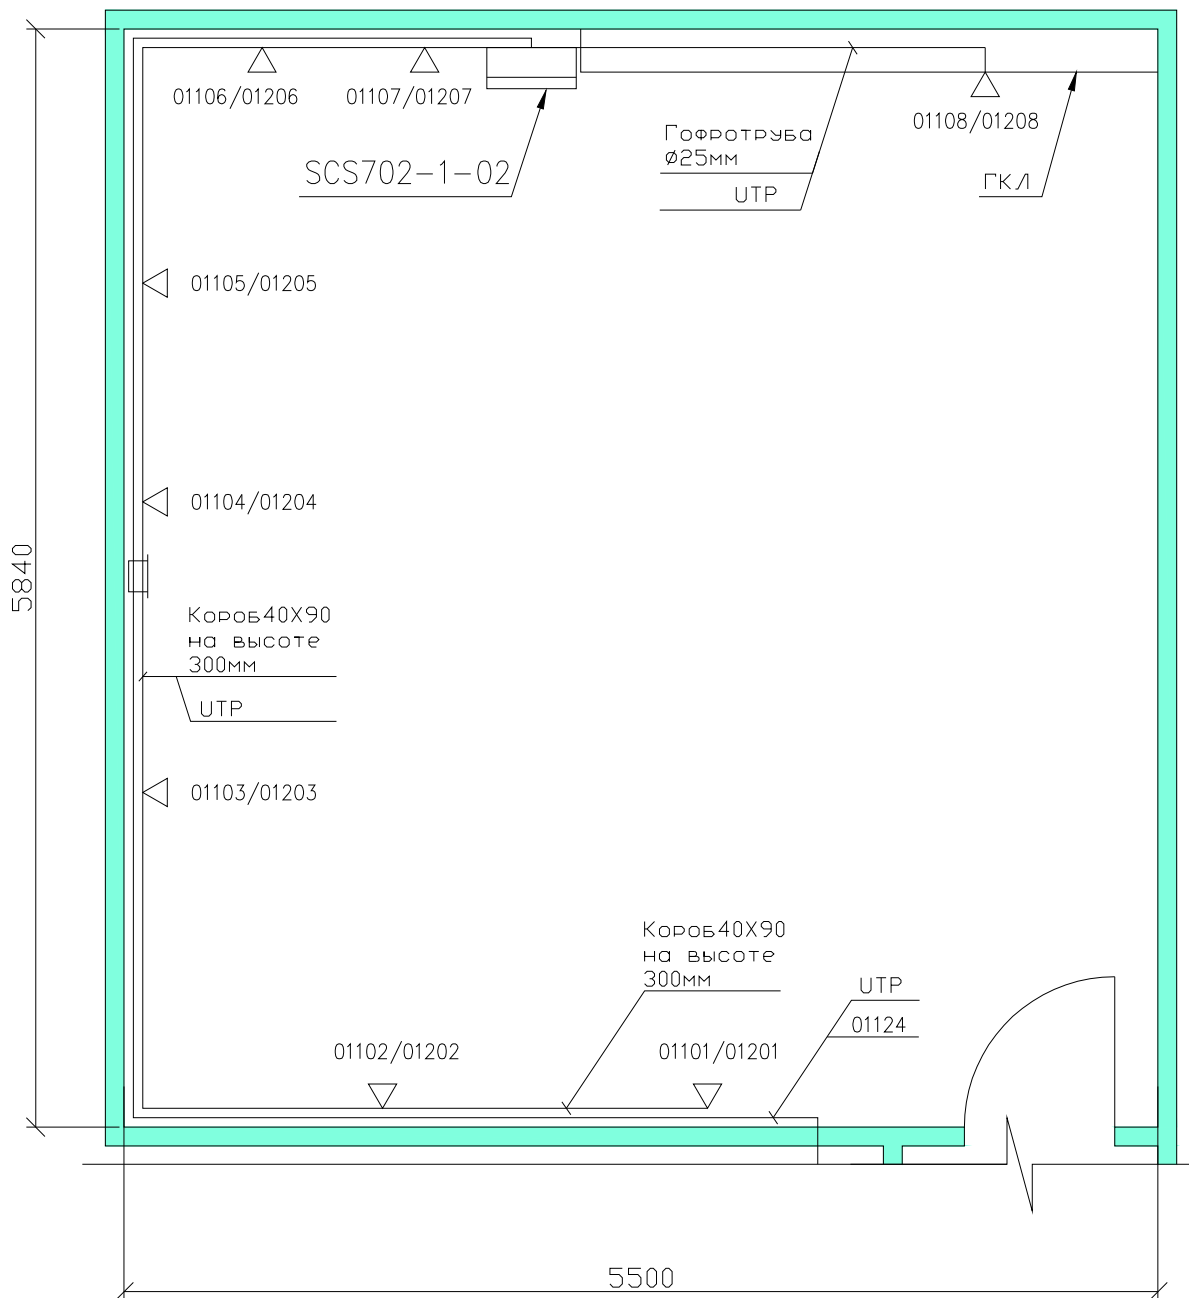 01106/01206
01107/01207
01108/01208
SCS702-1-02
Гофротруба
Ø25мм
UTP
ГКЛ
01105/01205
01104/01204
5840
Короб40X90
на высоте
300мм
UTP
01103/01203
Короб40X90
на высоте
300мм
UTP
01124
01102/01202
01101/01201
5500